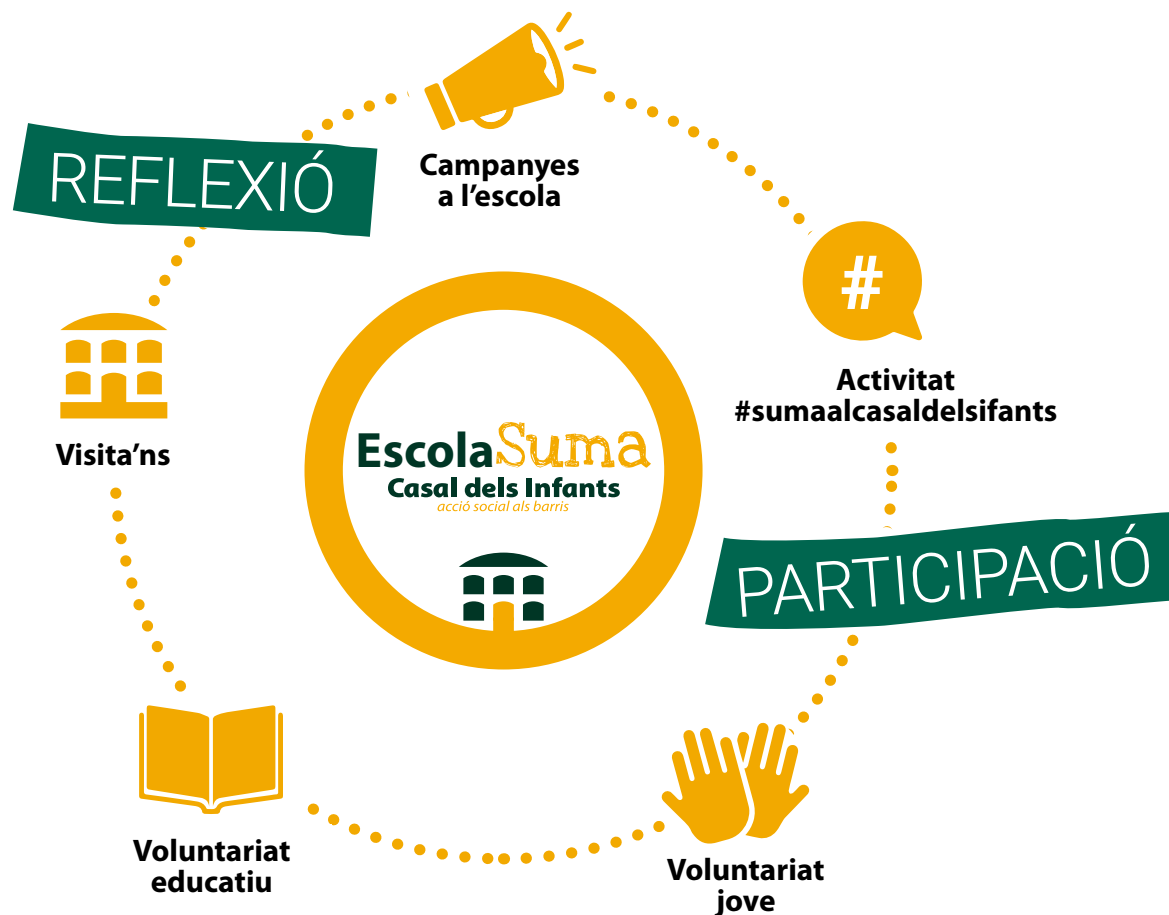 Campanyes
a l’escola
REFLEXIÓ
#
Activitat
#sumaalcasaldelsifants
Visita’ns
EscolaSuma
Casal dels Infants
acció social als barris
PARTICIPACIÓ
Voluntariat
educatiu
Voluntariat
jove